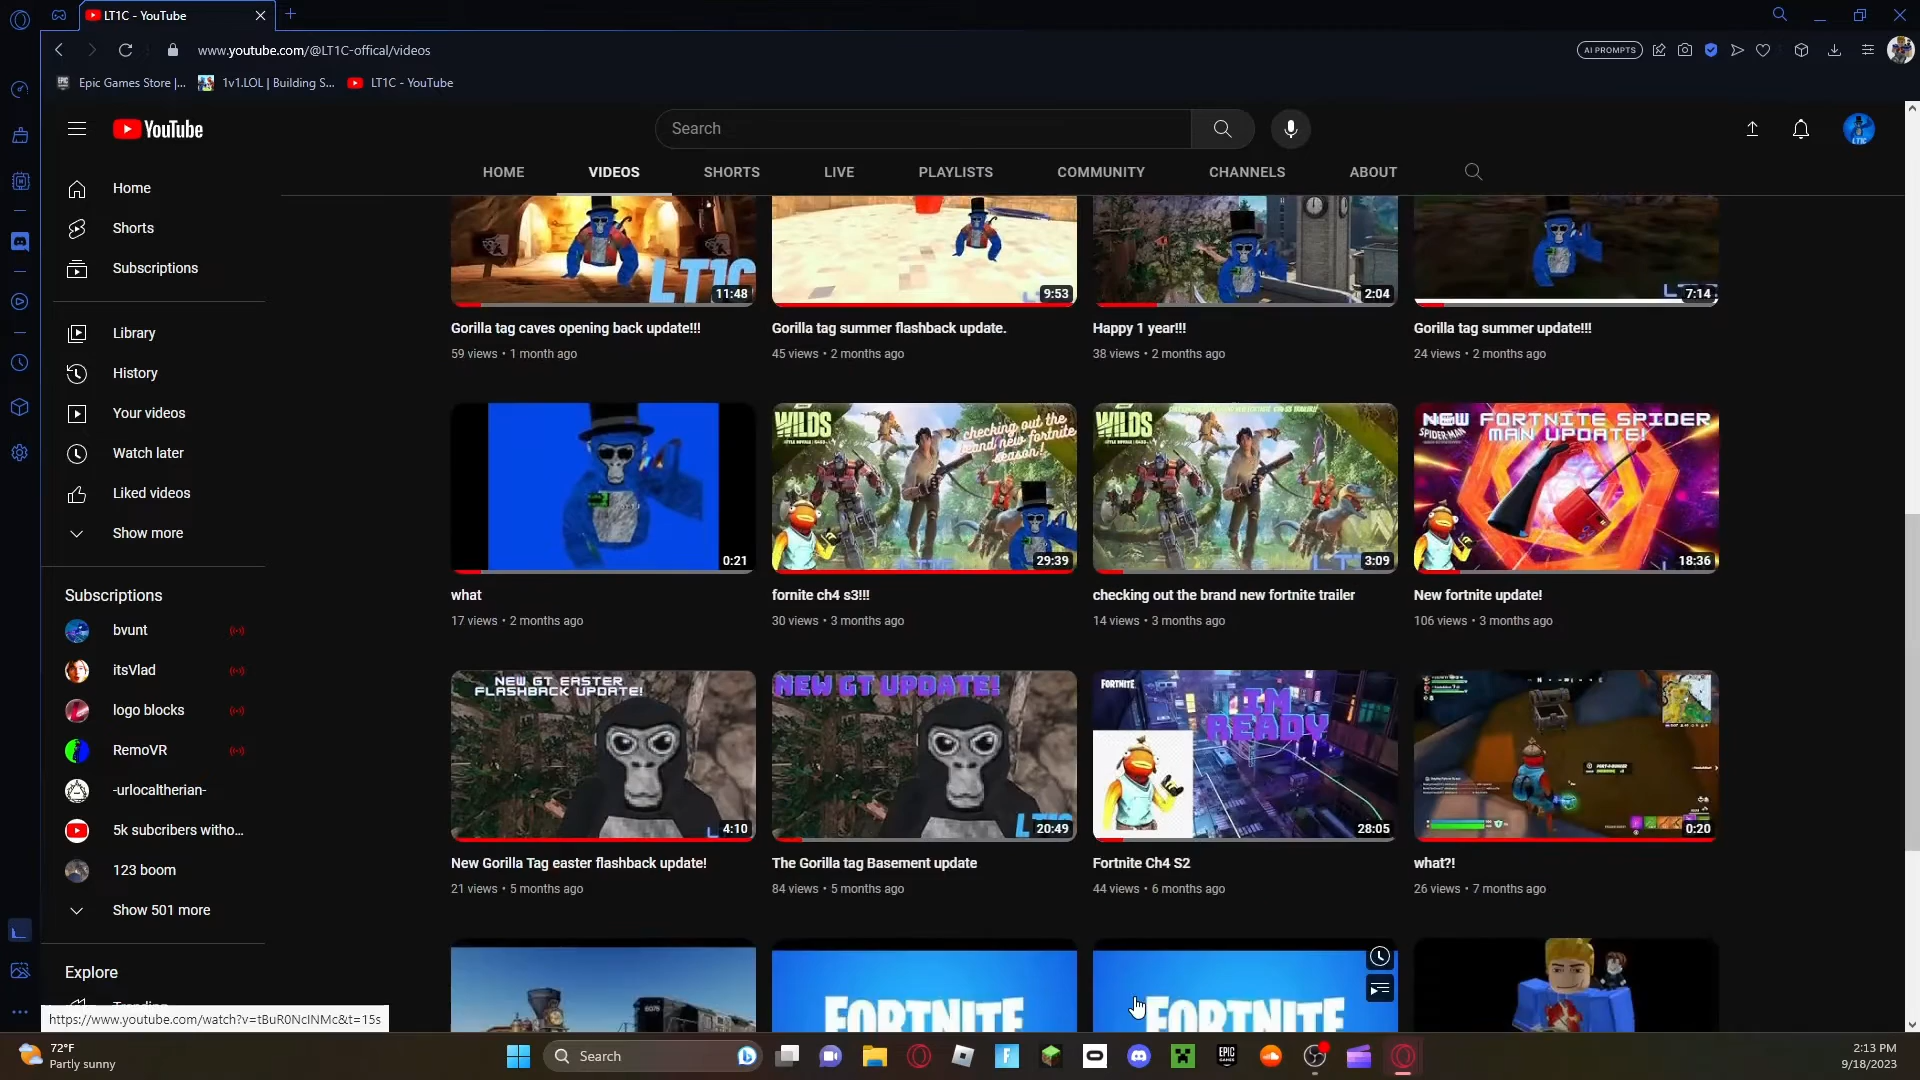 LT1C - YouTube
www.youtube.com/@LT1C-offical/videos
AI PROMPTS
Epic Games Store |...
1v1.LOL | Building S...
LT1C - YouTube
YouTube
Search
HOME
VIDEOS
SHORTS
LIVE
PLAYLISTS
COMMUNITY
CHANNELS
ABOUT
Home
Shorts
Subscriptions
Library
History
Your videos
Watch later
Liked videos
Show more
Subscriptions
bvunt
itsVlad
logo blocks
RemoVR
-urlocaltherian-
5k subcribers witho...
123 boom
Show 501 more
Explore
LT1C
11:48
Gorilla tag caves opening back update!!!
59 views • 1 month ago
9:53
Gorilla tag summer flashback update.
45 views • 2 months ago
2:04
Happy 1 year!!!
38 views • 2 months ago
7:14
Gorilla tag summer update!!!
24 views • 2 months ago
0:21
what
17 views • 2 months ago
WILDS
checking out the
brand new fortnite
season!
29:39
fornite ch4 s3!!!
30 views • 3 months ago
WILDS
3:09
checking out the brand new fortnite trailer
14 views • 3 months ago
NEW FORTNITE SPIDER
MAN UPDATE!
18:36
New fortnite update!
106 views • 3 months ago
NEW GT EASTER
FLASHBACK UPDATE!
4:10
New Gorilla Tag easter flashback update!
21 views • 5 months ago
NEW GT UPDATE!
LT1C
20:49
The Gorilla tag Basement update
84 views • 5 months ago
FORTNITE
IM
READY
28:05
Fortnite Ch4 S2
44 views • 6 months ago
0:20
what?!
26 views • 7 months ago
FORTNITE
FORTNITE
https://www.youtube.com/watch?v=tBuR0NcINMc&t=15s
72°F
Partly sunny
Search
EPIC
2:13 PM
9/18/2023